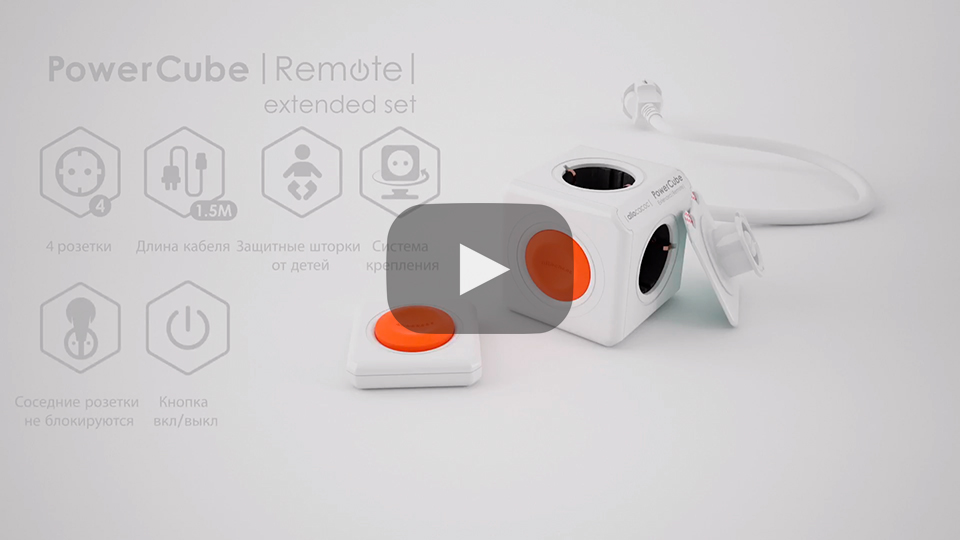 PowerCube |Remote|
extended set
4
1.5M
4 розетки
Длина кабеля
Защитные шторки
от детей
Система
крепления
Соседние розетки
не блокируются
Кнопка
вкл/выкл
PowerCube
|allocacoc|